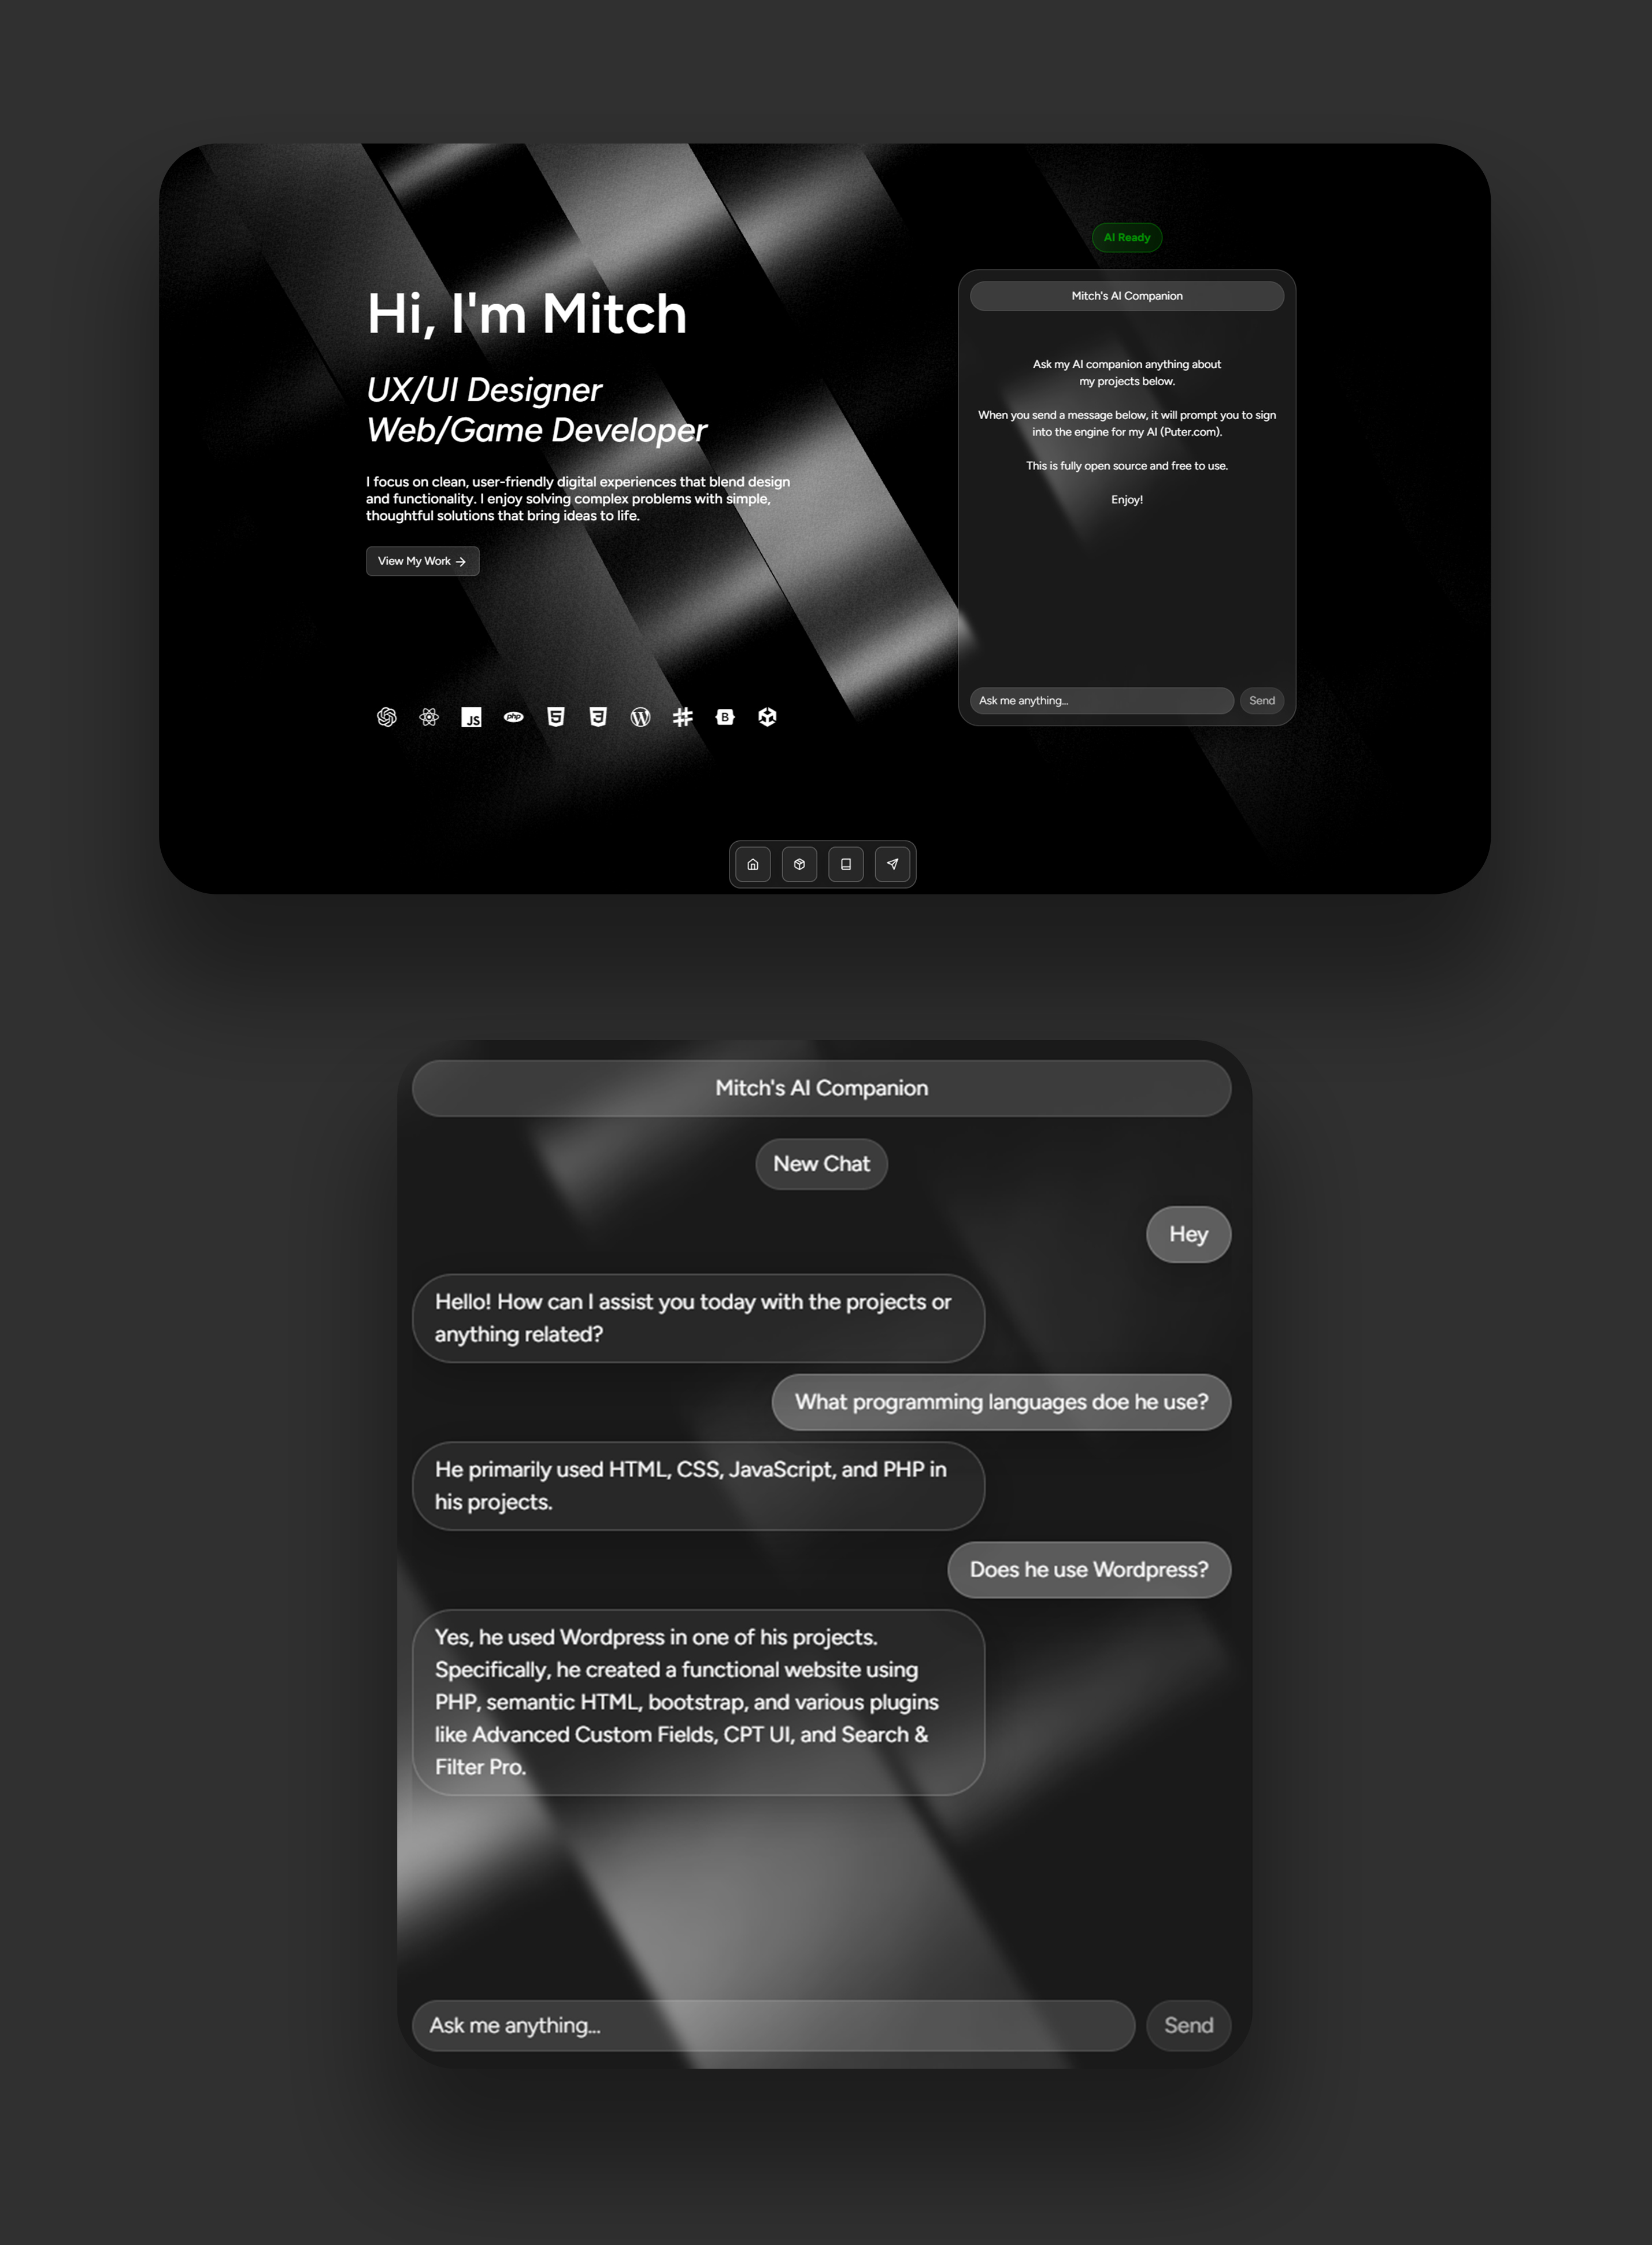 AI Ready
Hi, I'm Mitch
UX/UI Designer
Web/Game Developer
I focus on clean, user-friendly digital experiences that blend design
and functionality. I enjoy solving complex problems with simple,
thoughtful solutions that bring ideas to life.
View My Work
JS
php
B
Mitch's AI Companion
Ask my AI companion anything about
my projects below.
When you send a message below, it will prompt you to sign
into the engine for my AI (Puter.com).
This is fully open source and free to use.
Enjoy!
Ask me anything...
Send
Mitch's AI Companion
New Chat
Hey
Hello! How can I assist you today with the projects or
anything related?
What programming languages doe he use?
He primarily used HTML, CSS, JavaScript, and PHP in
his projects.
Does he use Wordpress?
Yes, he used Wordpress in one of his projects.
Specifically, he created a functional website using
PHP, semantic HTML, bootstrap, and various plugins
like Advanced Custom Fields, CPT UI, and Search &
Filter Pro.
Ask me anything...
Send